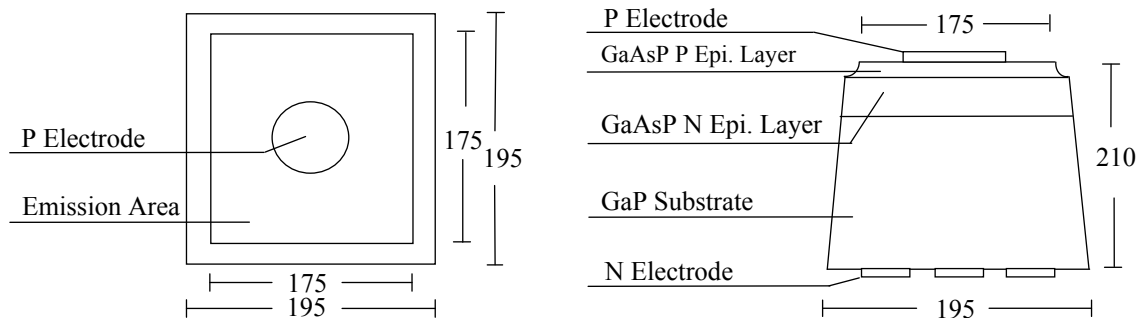 P Electrode
Emission Area
175
195
175
195
P Electrode
175
GaAsP P Epi. Layer
GaAsP N Epi. Layer
210
GaP Substrate
N Electrode
195